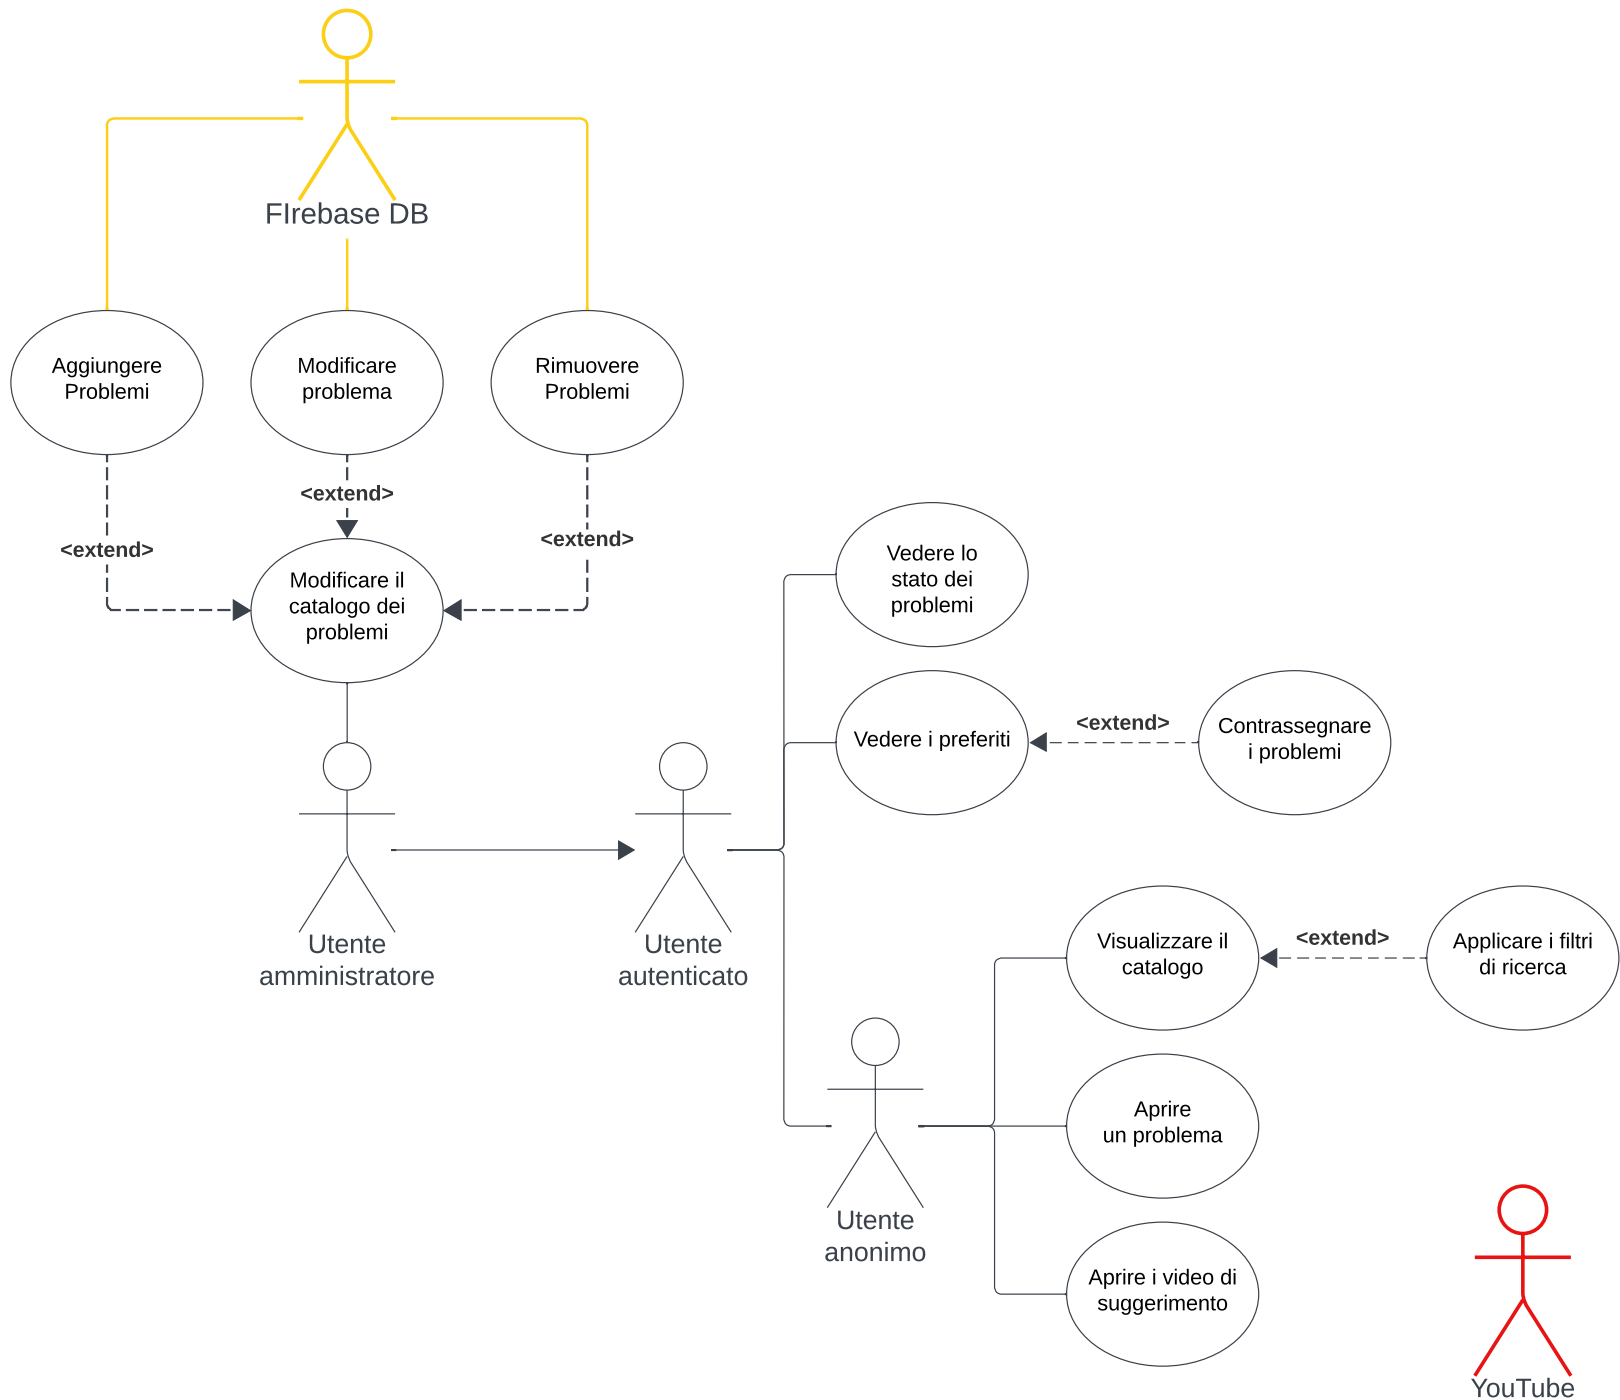 FIrebase DB
Aggiungere
Problemi
Modificare
problema
Rimuovere
Problemi
<extend>
<extend>
<extend>
Modificare il
catalogo dei
problemi
Vedere lo
stato dei
problemi
Vedere i preferiti
<extend>
Contrassegnare
i problemi
Utente
amministratore
Utente
autenticato
Visualizzare il
catalogo
<extend>
Applicare i filtri
di ricerca
Aprire
un problema
Utente
anonimo
Aprire i video di
suggerimento
YouTube